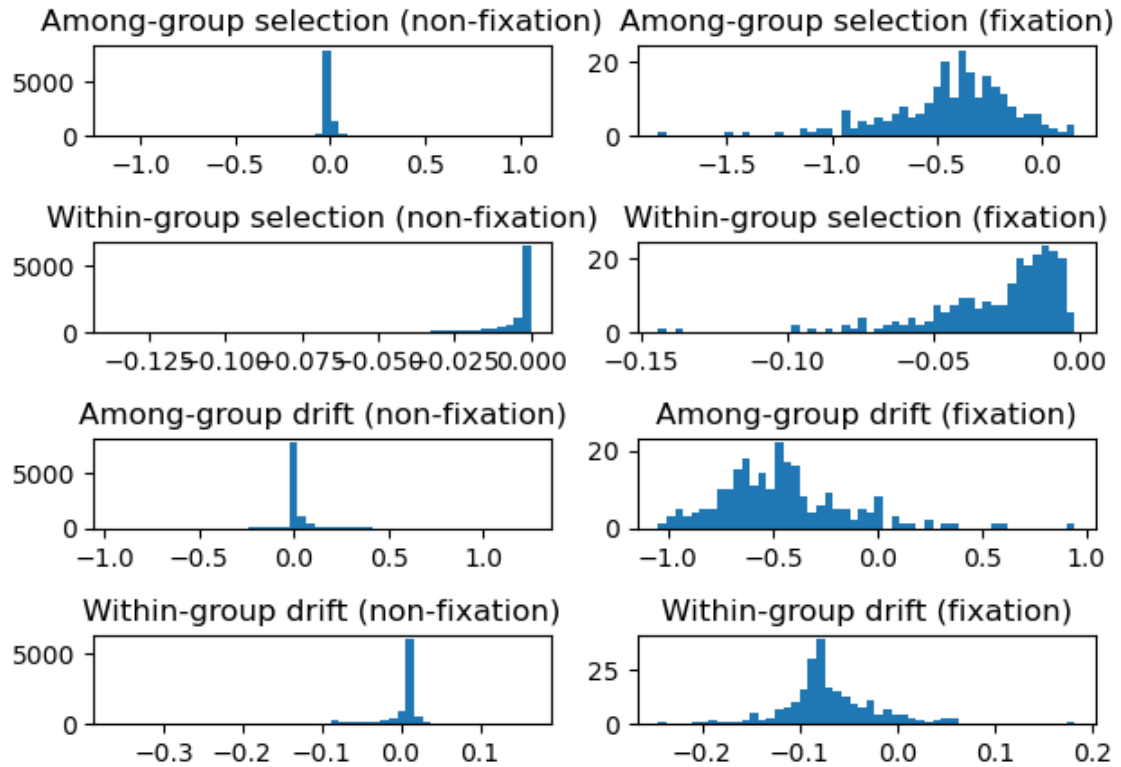 Among-group selection (non-fixation)
5000
0
−1.0 −0.5 0.0 0.5 1.0
Among-group selection (fixation)
20
0
−1.5 −1.0 −0.5 0.0
Within-group selection (non-fixation)
5000
0
−0.125 −0.100 −0.075 −0.050 −0.025 0.000
Within-group selection (fixation)
20
0
−0.15 −0.10 −0.05 −0.00
Among-group drift (non-fixation)
5000
0
−1.0 −0.5 0.0 0.5 1.0
Among-group drift (fixation)
20
0
−1.0 −0.5 0.0 0.5 1.0
Within-group drift (non-fixation)
5000
0
−0.3 −0.2 −0.1 0.0 0.1
Within-group drift (fixation)
25
0
−0.2 −0.1 0.0 0.1 0.2